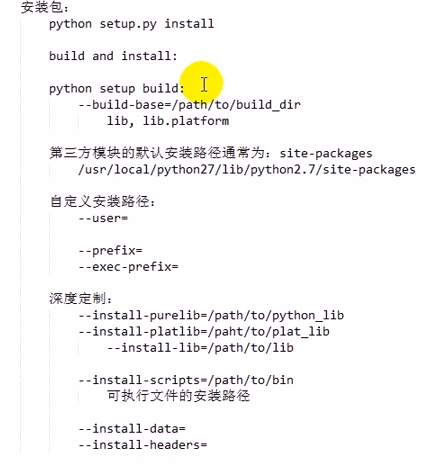 安装包:
python setup.py install
build and install:
python setup build:
--build-base=/path/to/build_dir
lib, lib.platform
第三方模块的默认安装路径通常为: site-packages
/usr/local/python27/lib/python2.7/site-packages
自定义安装路径:
--user=
--prefix=
--exec-prefix=
深度定制:
--install-purelib=/path/to/python_lib
--install-platlib=/paht/to/plat_lib
--install-lib=/path/to/lib
--install-scripts=/path/to/bin
可执行文件的安装路径
--install-data=
--install-headers=